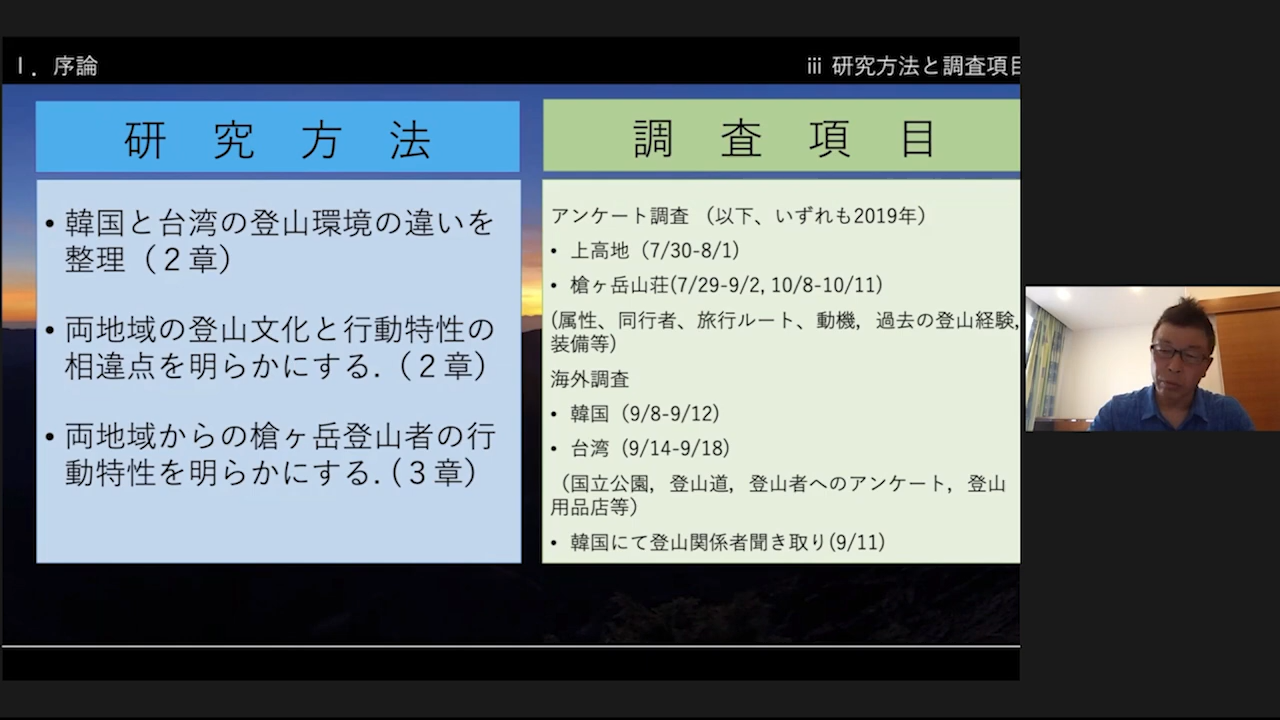 Ⅰ．序論
ⅲ 研究方法と調査項目
研究方法
・韓国と台湾の登山環境の違いを
整理（２章）
・両地域の登山文化と行動特性の
相違点を明らかにする.（２章）
・両地域からの槍ヶ岳登山者の行
動特性を明らかにする.（３章）
調査項目
アンケート調査 （以下、いずれも2019年）
・上高地（7/30-8/1）
・槍ヶ岳山荘(7/29-9/2, 10/8-10/11)
(属性、同行者、旅行ルート、動機，過去の登山経験,
装備等）
海外調査
・韓国（9/8-9/12）
・台湾（9/14-9/18）
（国立公園，登山道，登山者へのアンケート，登山
用品店等）
・韓国にて登山関係者聞き取り(9/11)